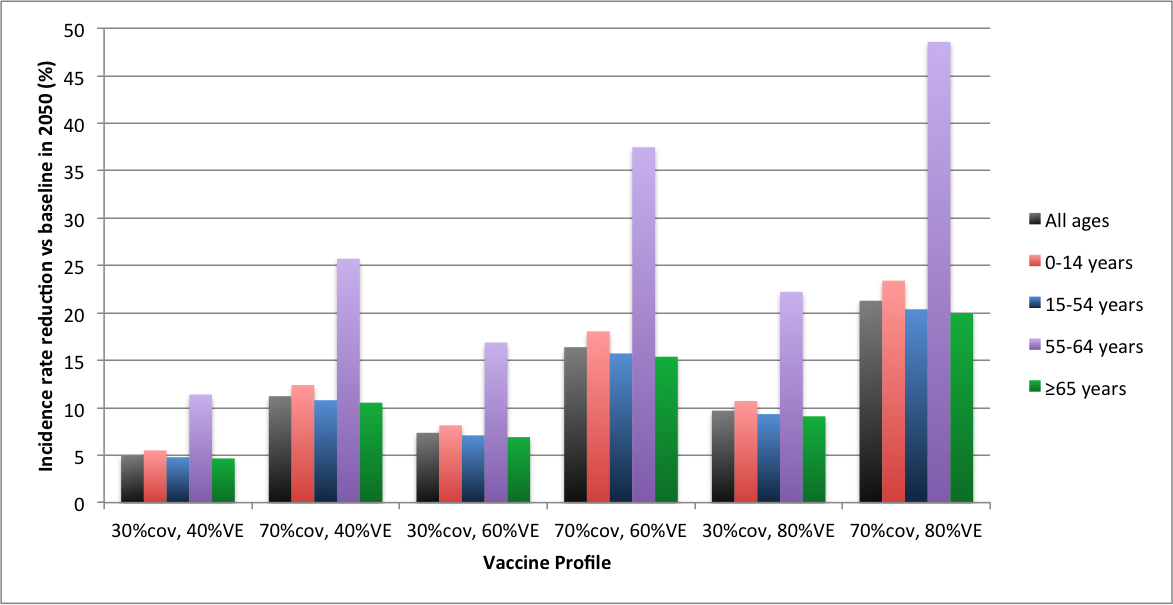 Incidence rate reduction vs baseline in 2050 (%)
50
45
40
35
30
25
20
15
10
5
0
30%cov, 40%VE
70%cov, 40%VE
30%cov, 60%VE
70%cov, 60%VE
30%cov, 80%VE
70%cov, 80%VE
Vaccine Profile
All ages
0-14 years
15-54 years
55-64 years
≥65 years